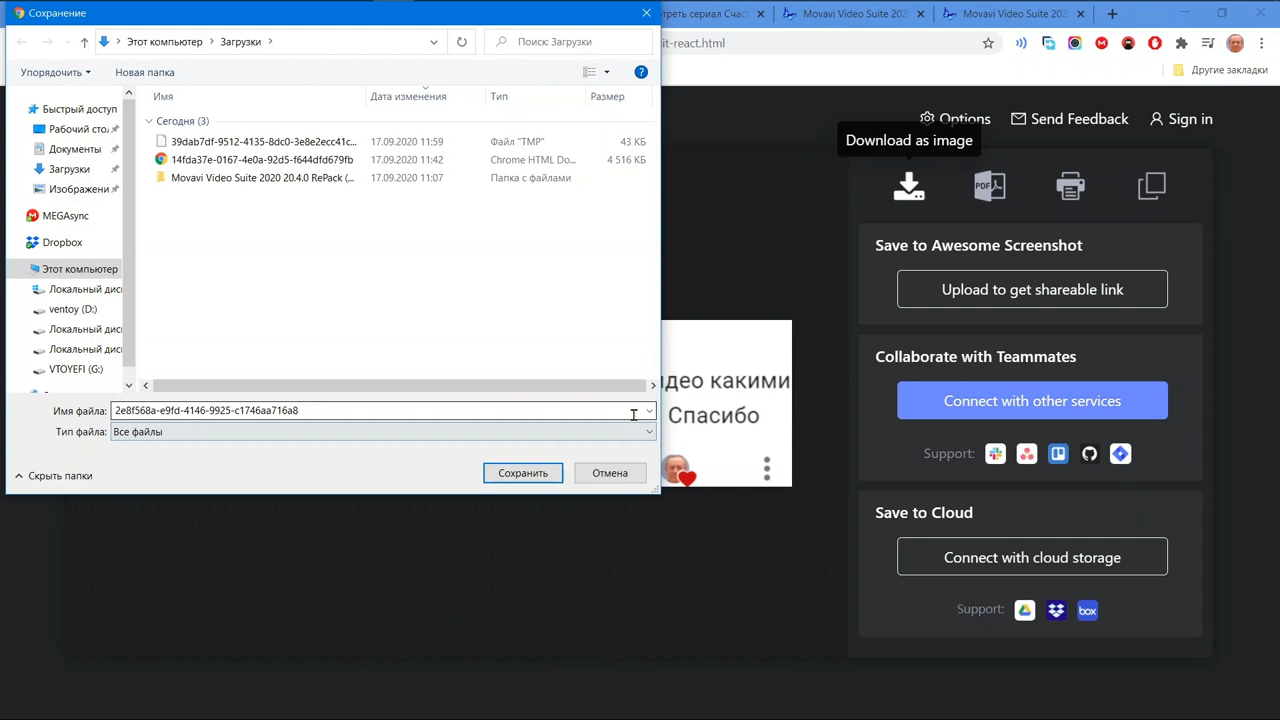 Сохранение
отреть сериал Счаст
Movavi Video Suite 202
Movavi Video Suite 202
Этот компьютер
Загрузки
Поиск: Загрузки
it-react.html
Другие закладки
Упорядочить
Новая папка
Имя
Дата изменения
Тип
Размер
Быстрый доступ
Рабочий стол
Документы
Загрузки
Изображени
MEGAsync
Dropbox
Этот компьютер
Локальный дис
ventoy (D:)
Локальный дис
Локальный дис
VTOYEFI (G:)
Сегодня (3)
39dab7df-9512-4135-8dc0-3e8e2ecc41c...
17.09.2020 11:59
Файл "TMP"
43 КБ
14fda37e-0167-4e0a-92d5-f644dfd679fb
17.09.2020 11:42
Chrome HTML Do...
4 516 КБ
Movavi Video Suite 2020 20.4.0 RePack (...
17.09.2020 11:07
Папка с файлами
Имя файла:
2e8f568a-e9fd-4146-9925-c1746aa716a8
Тип файла:
Все файлы
Скрыть папки
Сохранить
Отмена
идео какими
Спасибо
Options
Send Feedback
Sign in
Download as image
PDF
Save to Awesome Screenshot
Upload to get shareable link
Collaborate with Teammates
Connect with other services
Support:
Save to Cloud
Connect with cloud storage
Support:
box